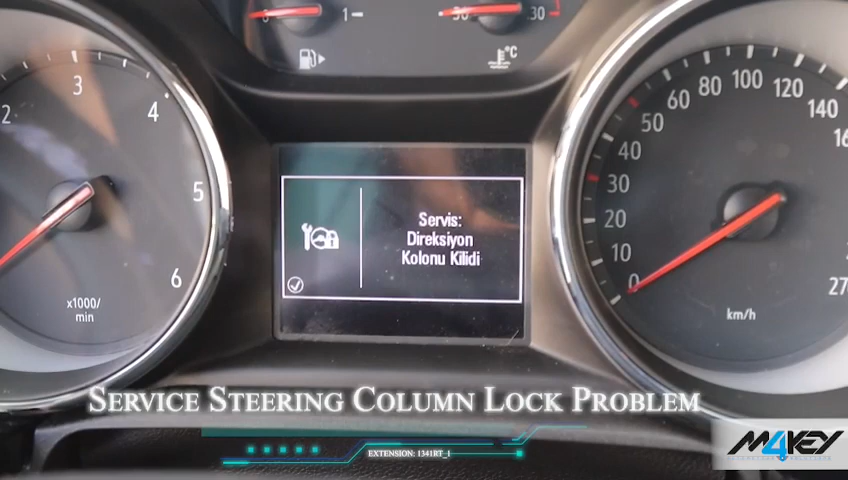 1
-30
130
°C
2
3
4
5
6
x1000/
min
Servis:
Direksiyon
Kolonu Kilidi
0
10
20
30
40
50
60
80
100
120
140
km/h
SERVICE STEERING COLUMN LOCK PROBLEM
EXTENSION: 1341RT_1
M4KEY